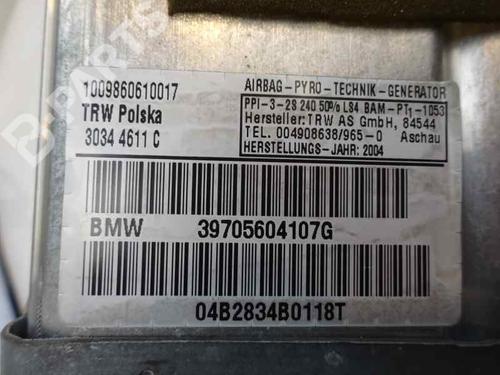 1009860610017
TRW Polska
3034 4611 C
AIRBAG-PYRO-TECHNIK-GENERATOR
PPI-3-2S 240 50% LS4 BAM-PT1-1053
Hersteller:TRW AS GmbH, 84544
TEL. 004908638/965-0 Aschau
HERSTELLUNGS-JAHR: 2004
BMW 39705604107G
04B2834B0118T